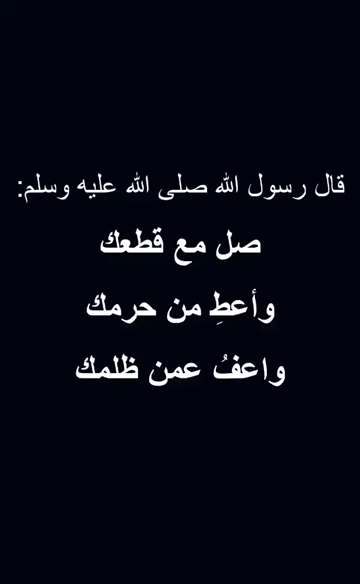 قال رسول الله صلى الله عليه وسلم:
صل مع قطعك
وأعطِ من حرمك
واعفُ عمن ظلمك